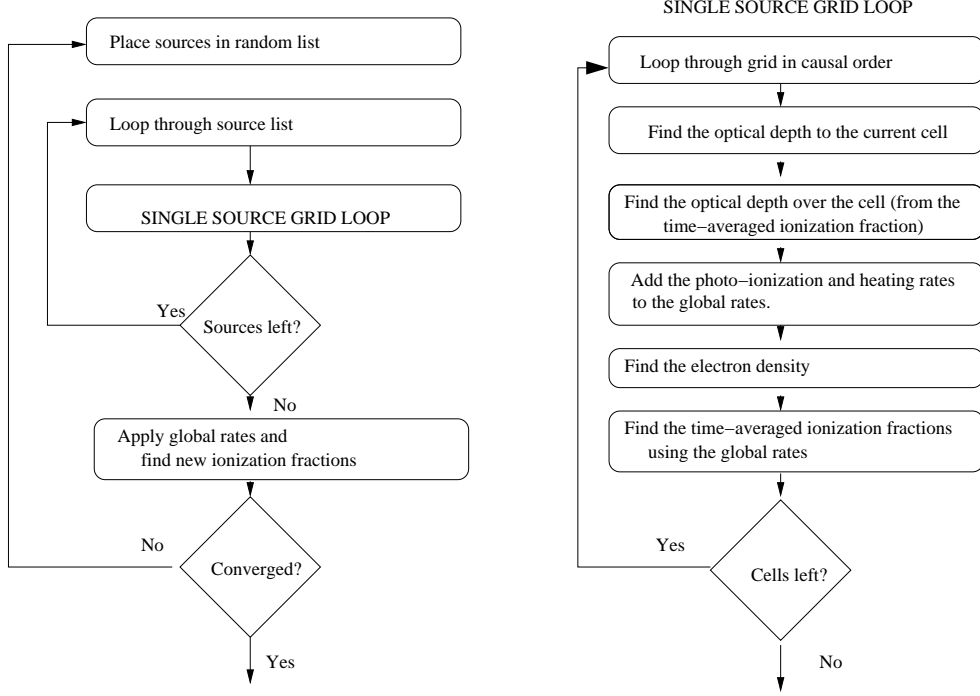 Place sources in random list
Loop through source list
SINGLE SOURCE GRID LOOP
Yes
Sources left?
No
Apply global rates and
find new ionization fractions
No
Converged?
Yes
SINGLE SOURCE GRID LOOP
Loop through grid in causal order
Find the optical depth to the current cell
Find the optical depth over the cell (from the
time−averaged ionization fraction)
Add the photo−ionization and heating rates
to the global rates.
Find the electron density
Find the time−averaged ionization fractions
using the global rates
Yes
Cells left?
No